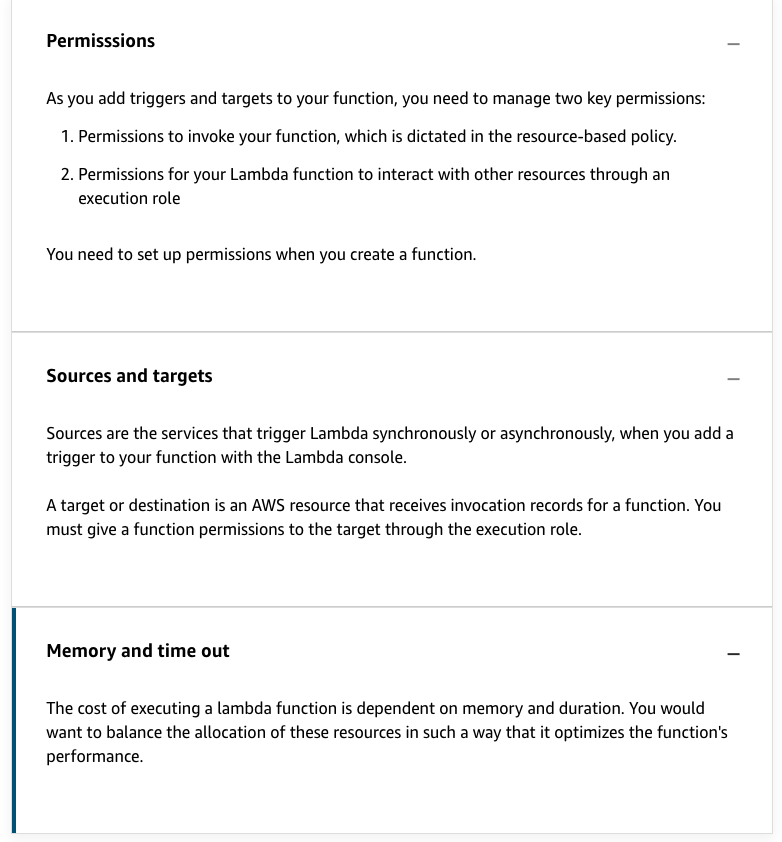 Permisssions
As you add triggers and targets to your function, you need to manage two key permissions:
1. Permissions to invoke your function, which is dictated in the resource-based policy.
2. Permissions for your Lambda function to interact with other resources through an
execution role
You need to set up permissions when you create a function.
Sources and targets
Sources are the services that trigger Lambda synchronously or asynchronously, when you add a
trigger to your function with the Lambda console.
A target or destination is an AWS resource that receives invocation records for a function. You
must give a function permissions to the target through the execution role.
Memory and time out
The cost of executing a lambda function is dependent on memory and duration. You would
want to balance the allocation of these resources in such a way that it optimizes the function's
performance.